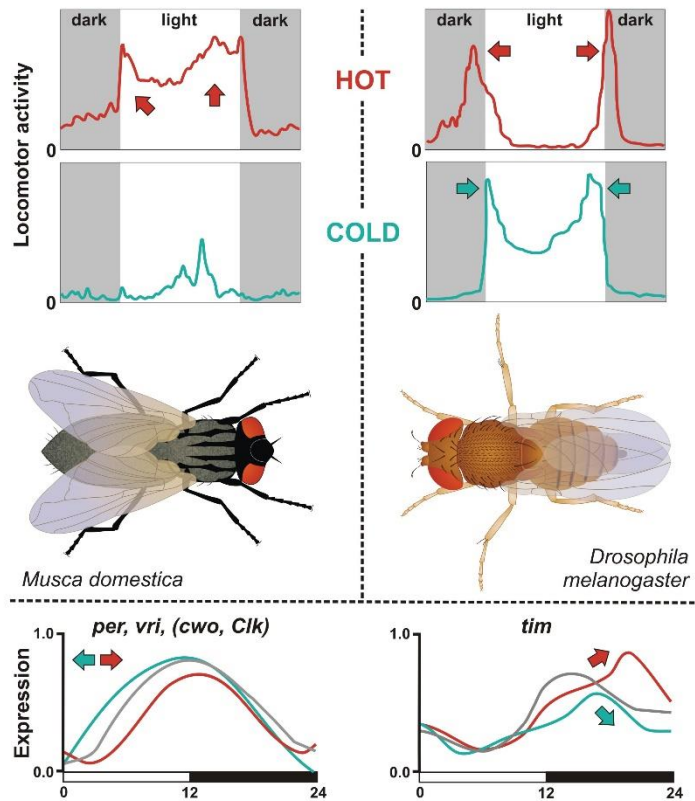 dark light dark
dark light dark
Locomotor activity
HOT
0
0
COLD
0
0
Musca domestica
Drosophila
melanogaster
per, vri, (cwo, Clk)
tim
Expression
1.0
0.0
0 12 24
1.0
0.0
0 12 24